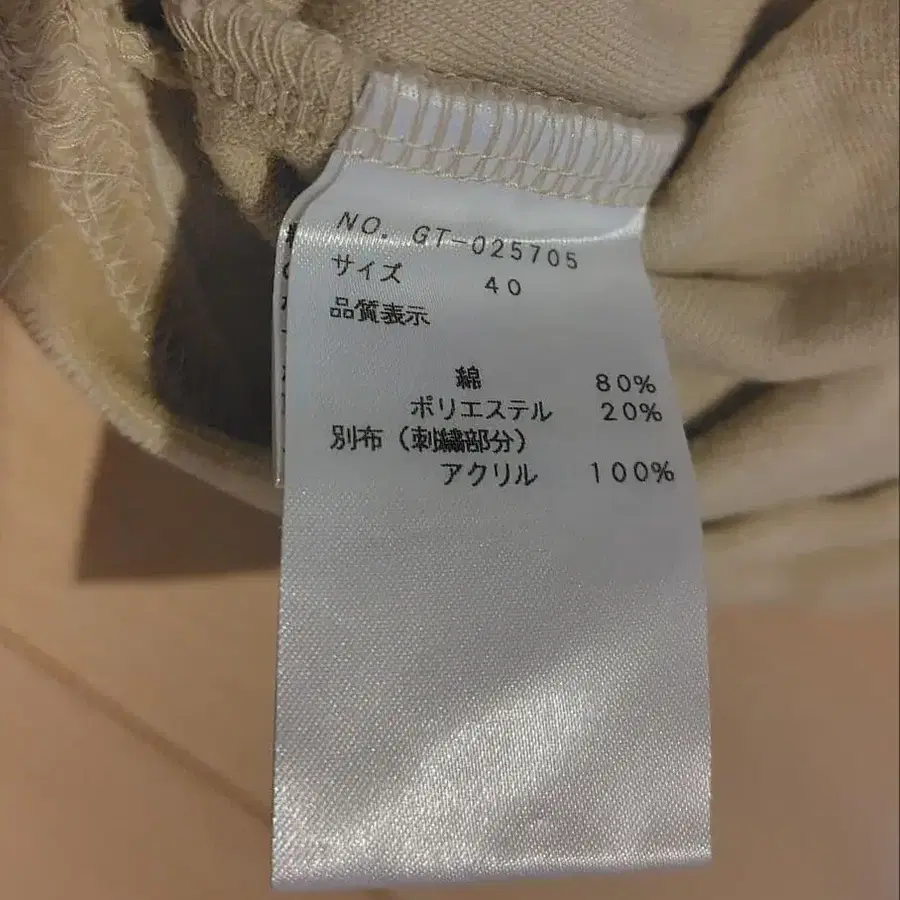 NO. GT-025705
サイズ 40
品質表示
綿 80%
ポリエステル 20%
別布(刺繍部分)
アクリル 100%